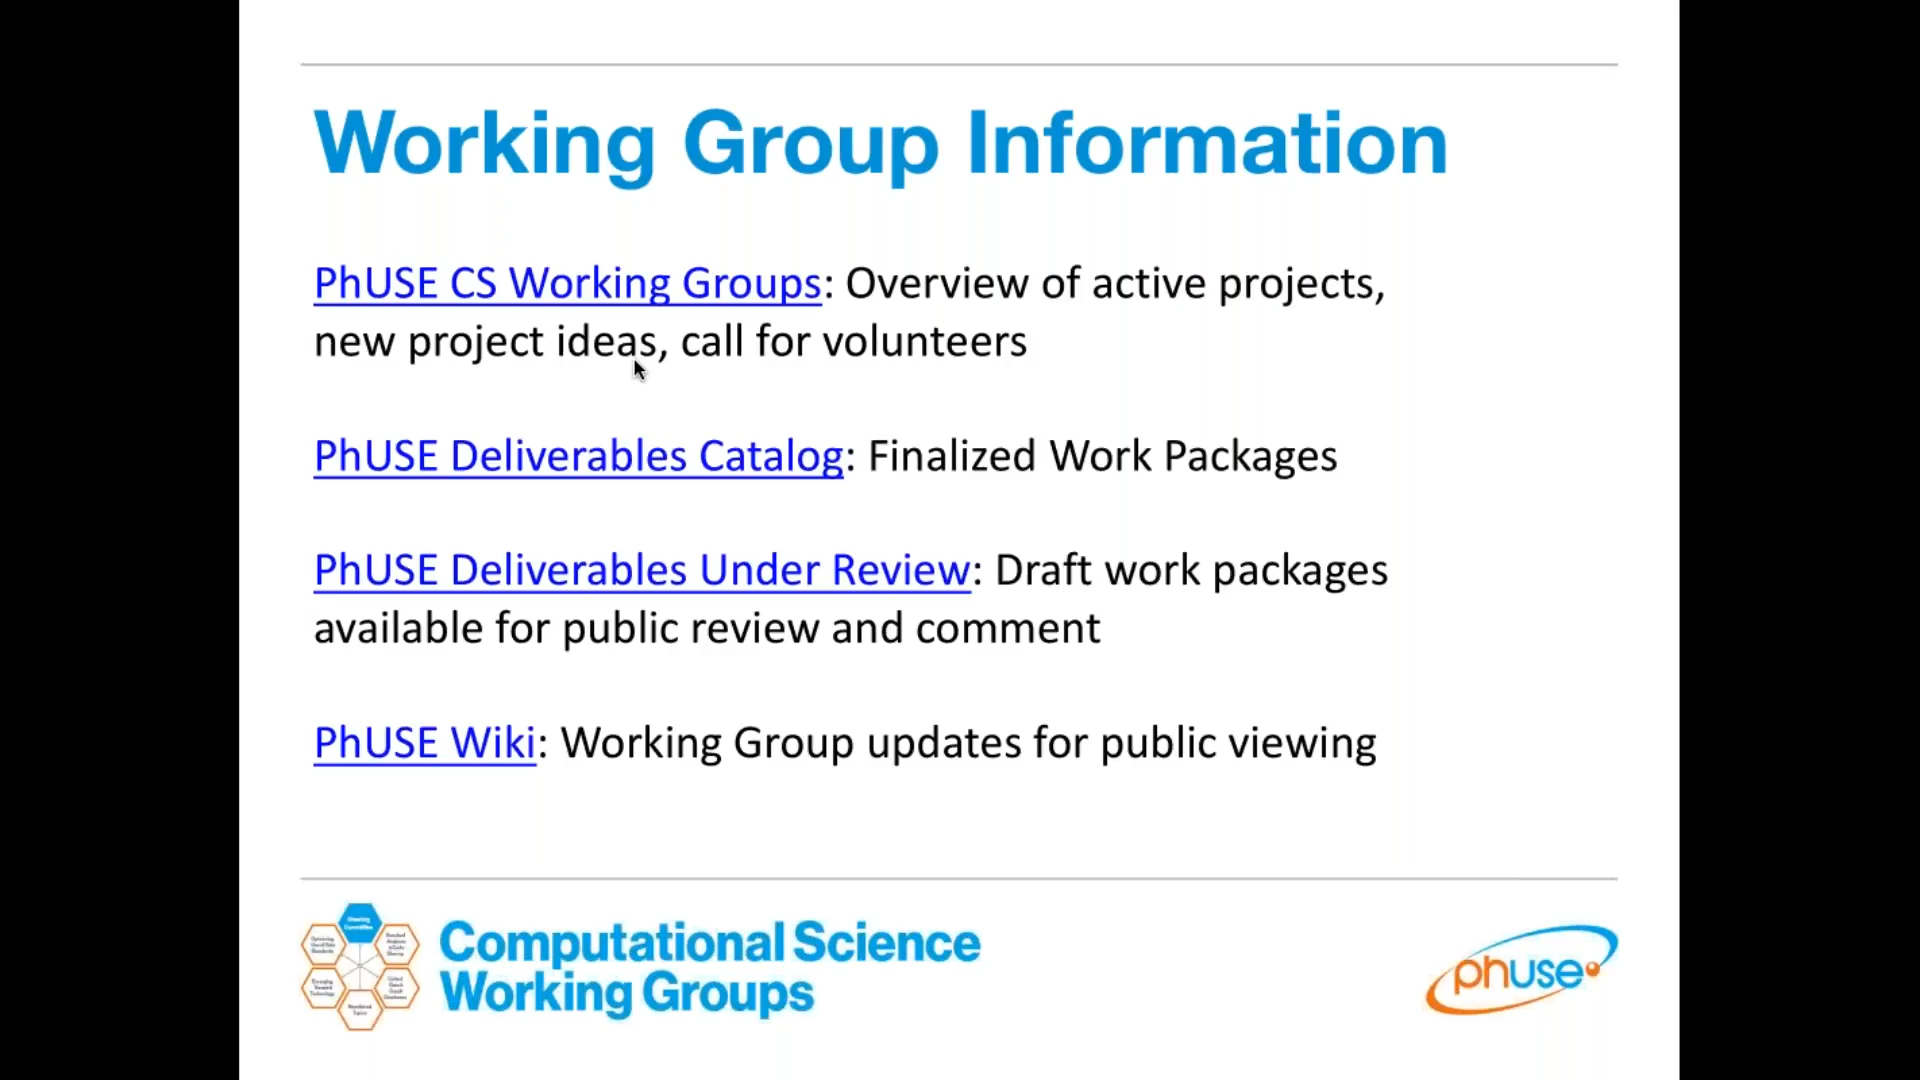 Working Group Information
PhUSE CS Working Groups: Overview of active projects,
new project ideas, call for volunteers
PhUSE Deliverables Catalog: Finalized Work Packages
PhUSE Deliverables Under Review: Draft work packages
available for public review and comment
PhUSE Wiki: Working Group updates for public viewing
Steering
Committee
Computational Science
Working Groups
phuse